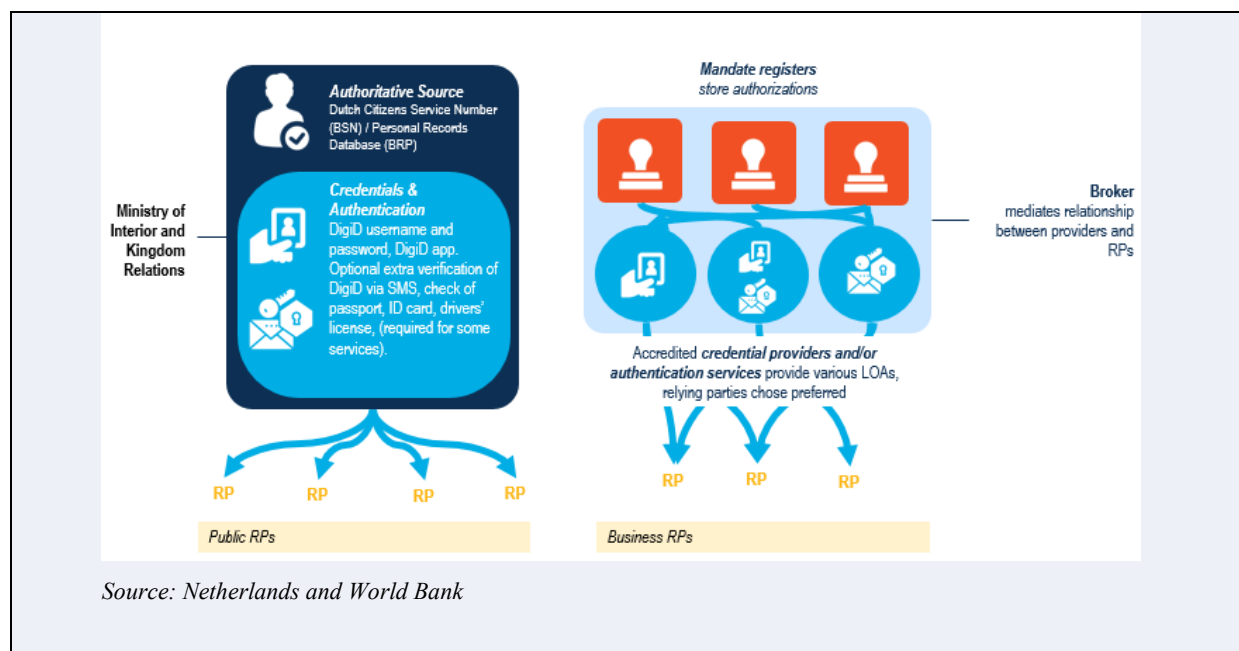 Ministry of
Interior and
Kingdom
Relations
Authoritative Source
Dutch Citizens Service Number
(BSN) / Personal Records
Database (BRP)
Credentials &
Authentication
DigiD username and
password, DigiD app.
Optional extra verification of
DigiD via SMS, check of
passport, ID card, drivers'
license, (required for some
services).
RP
RP
RP
RP
Public RPs
Mandate registers
store authorizations
Broker
mediates relationship
between providers and
RPs
Accredited credential providers and/or
authentication services provide various LOAs,
relying parties chose preferred
RP
RP
RP
Business RPs
Source: Netherlands and World Bank